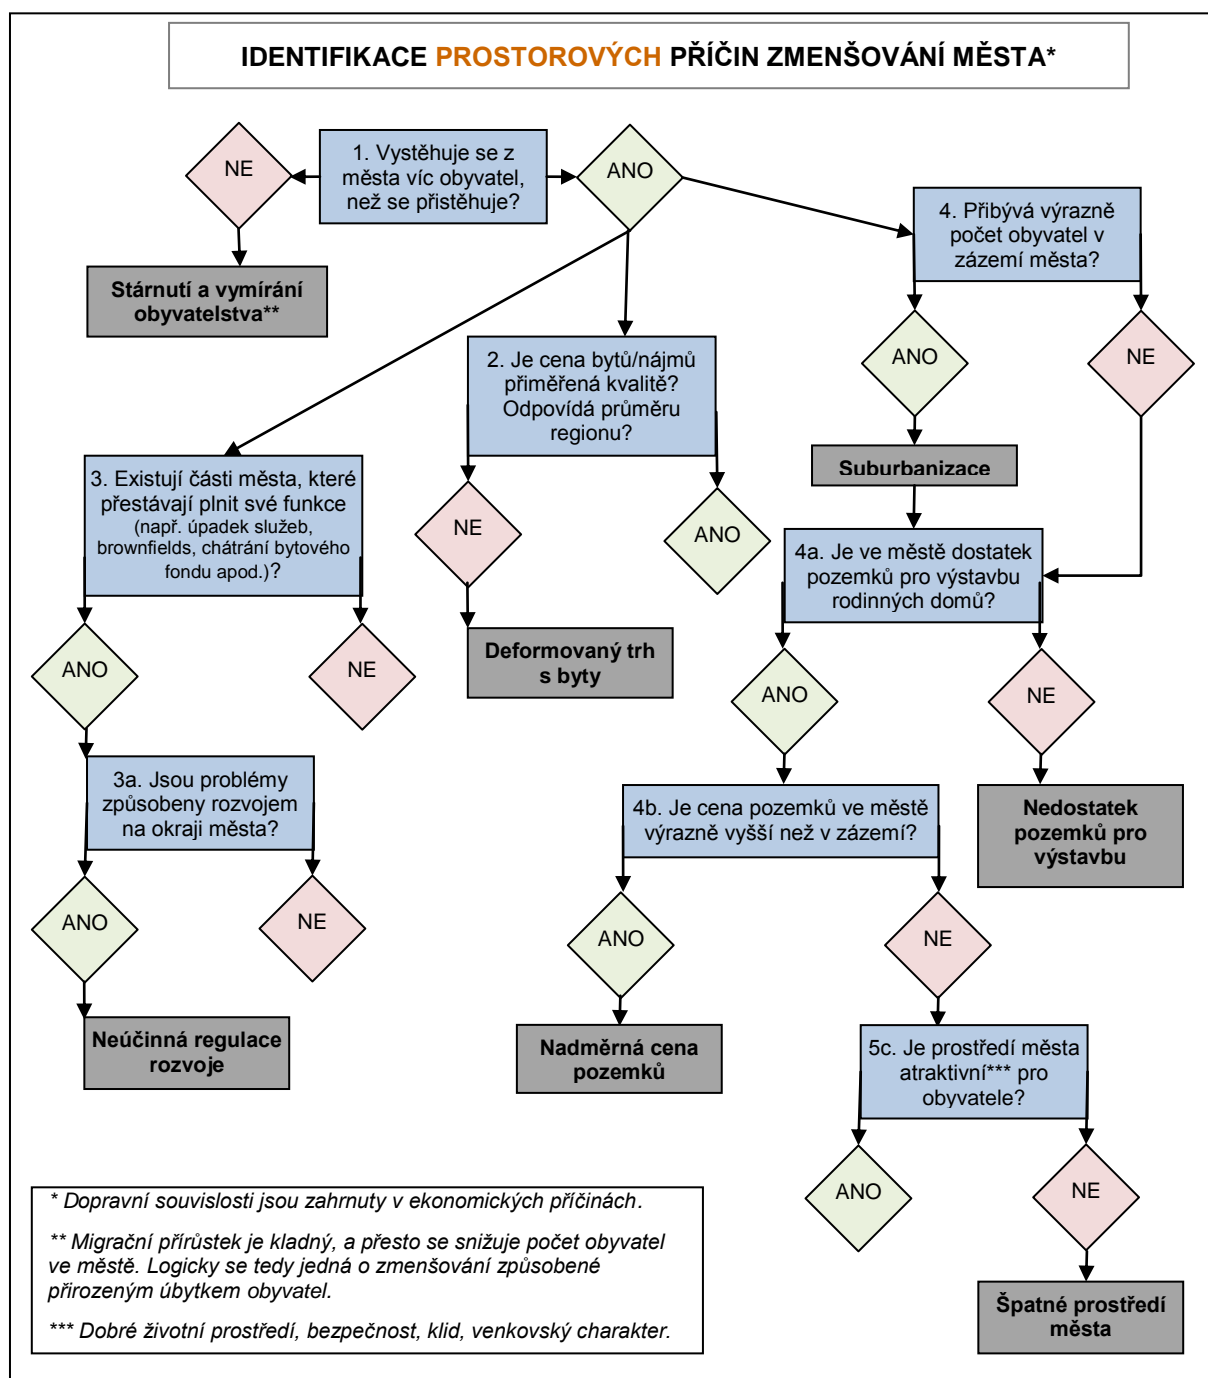 IDENTIFIKACE PROSTOROVÝCH PŘÍČIN ZMENŠOVÁNÍ MĚSTA*
NE
1. Vystěhuje se z
města víc obyvatel,
než se přistěhuje?
ANO
4. Přibývá výrazně
počet obyvatel v
zázemí města?
Stárnutí a vymírání
obyvatelstva**
ANO
NE
2. Je cena bytů/nájmů
přiměřená kvalitě?
Odpovídá průměru
regionu?
Suburbanizace
3. Existují části města, které
přestávají plnit své funkce
(např. úpadek služeb,
brownfields, chátrání bytového
fondu apod.)?
NE
ANO
4a. Je ve městě dostatek
pozemků pro výstavbu
rodinných domů?
ANO
NE
Deformovaný trh
s byty
ANO
NE
3a. Jsou problémy
způsobeny rozvojem
na okraji města?
4b. Je cena pozemků ve městě
výrazně vyšší než v zázemí?
Nedostatek
pozemků pro
výstavbu
ANO
NE
ANO
NE
Neúčinná regulace
rozvoje
Nadměrná cena
pozemků
5c. Je prostředí města
atraktivní*** pro
obyvatele?
ANO
NE
* Dopravní souvislosti jsou zahrnuty v ekonomických příčinách.
** Migrační přírůstek je kladný, a přesto se snižuje počet obyvatel
ve městě. Logicky se tedy jedná o zmenšování způsobené
přirozeným úbytkem obyvatel.
*** Dobré životní prostředí, bezpečnost, klid, venkovský charakter.
Špatné prostředí
města